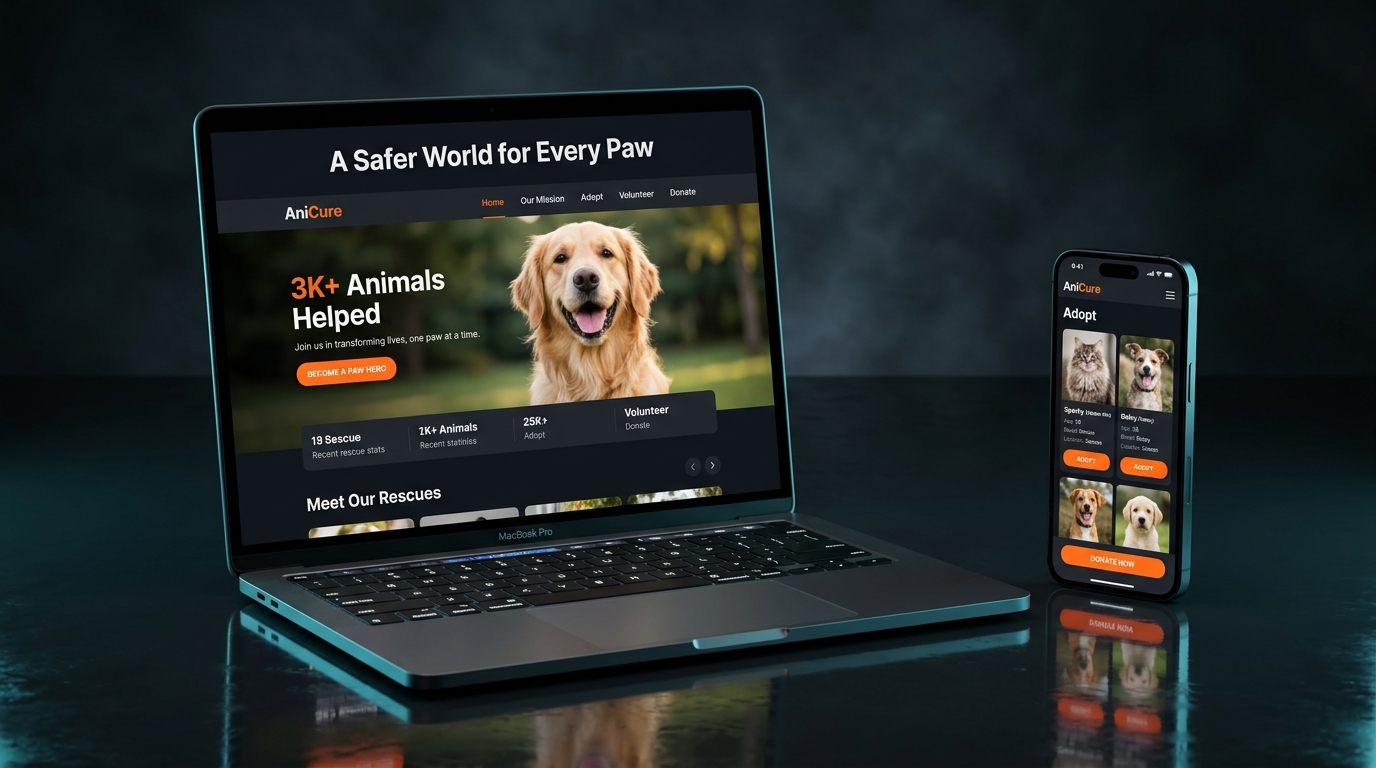 A Safer World for Every Paw
AniCure
Home Our Mission Adept Volunteer Donate
3K+ Animals
Helped
Join us in transforming lives, one paw at a time.
BECOME A PAW HERO
19 Sescue
Recent rescue stats
2K+ Animals
Recent statiniss
25K+
Adopt
Volunteer
Donste
Meet Our Rescues
MacBosk Pro
AniCure
Adopt
ADOPT
ADOPT
DONATE NOW